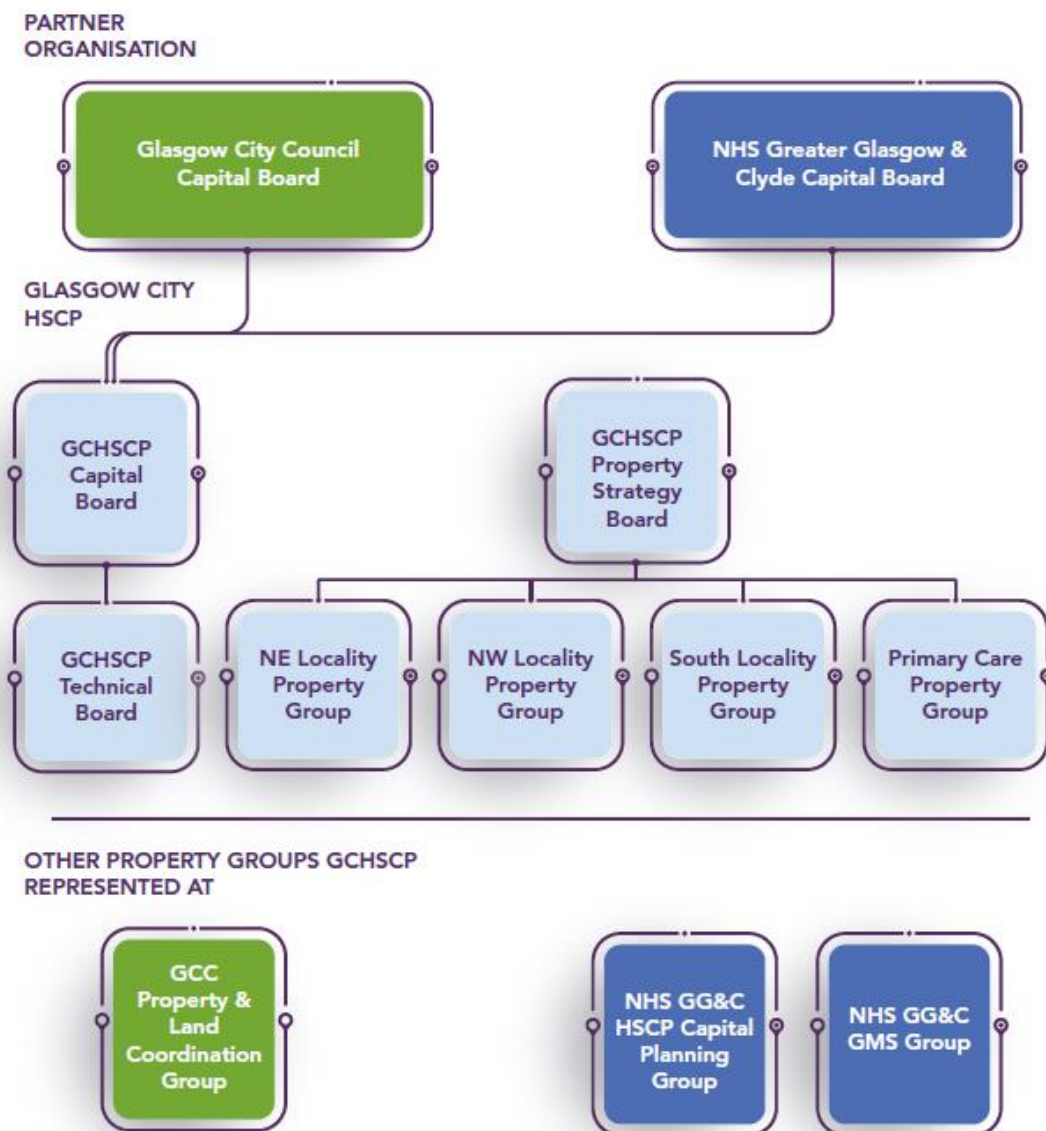 PARTNER
ORGANISATION
Glasgow City Council
Capital Board
NHS Greater Glasgow &
Clyde Capital Board
GLASGOW CITY
HSCP
GCHSCP
Capital
Board
GCHSCP
Property
Strategy
Board
GCHSCP
Technical
Board
NE Locality
Property
Group
NW Locality
Property
Group
South Locality
Property
Group
Primary Care
Property
Group
OTHER PROPERTY GROUPS GCHSCP
REPRESENTED AT
GCC
Property &
Land
Coordination
Group
NHS GG&C
HSCP Capital
Planning
Group
NHS GG&C
GMS Group